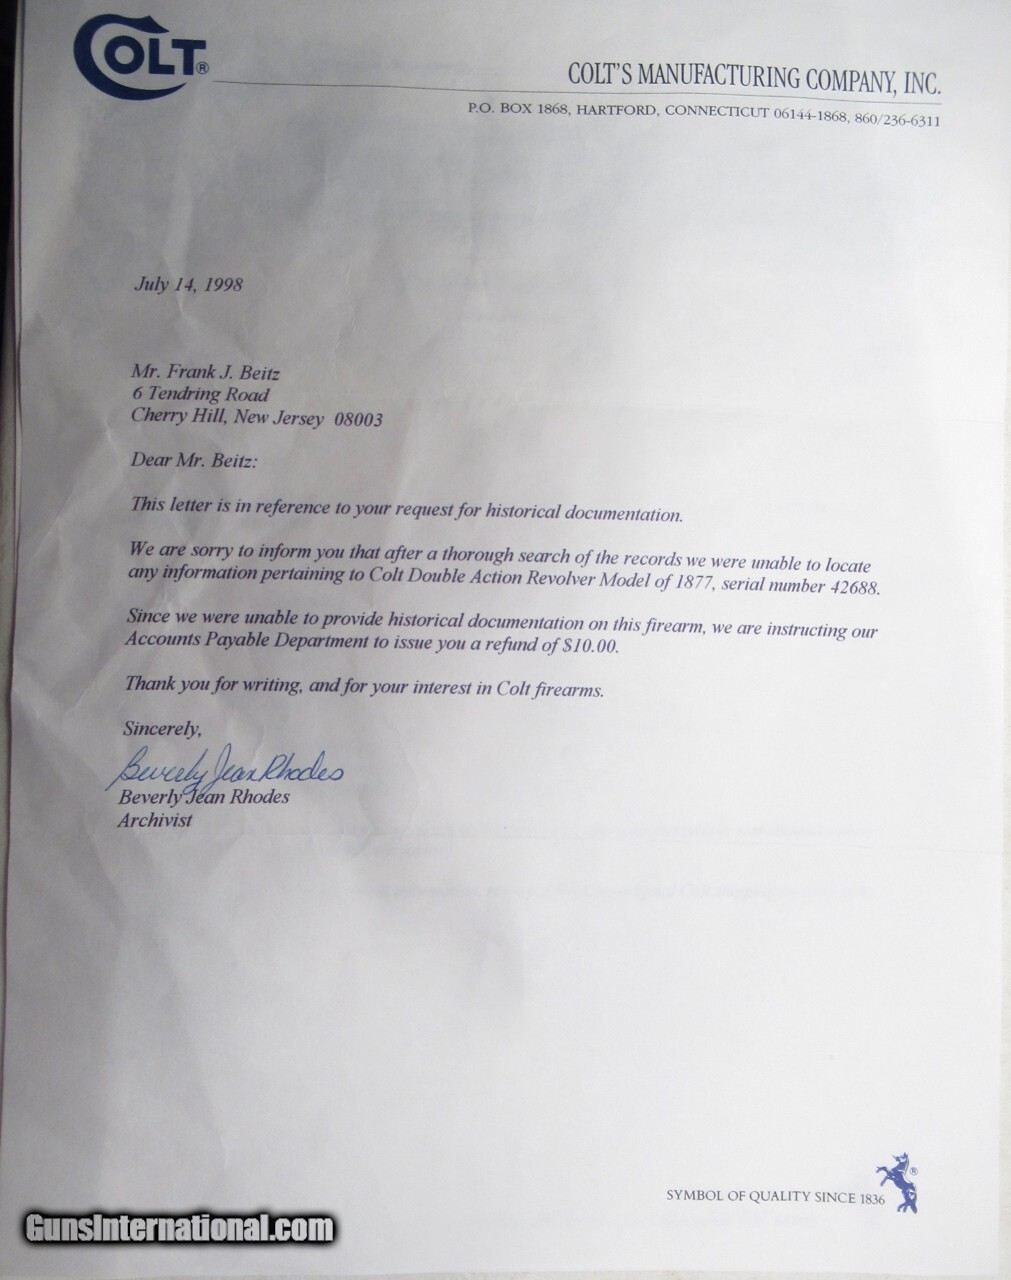 COLT®
COLT'S MANUFACTURING COMPANY, INC.
P.O. BOX 1868, HARTFORD, CONNECTICUT 06144-1868, 860/236-6311
July 14, 1998
Mr. Frank J. Beitz
6 Tendring Road
Cherry Hill, New Jersey 08003
Dear Mr. Beitz:
This letter is in reference to your request for historical documentation.
We are sorry to inform you that after a thorough search of the records we were unable to locate
any information pertaining to Colt Double Action Revolver Model of 1877, serial number 42688.
Since we were unable to provide historical documentation on this firearm, we are instructing our
Accounts Payable Department to issue you a refund of $10.00.
Thank you for writing, and for your interest in Colt firearms.
Sincerely,
Beverly Jean Rhodes
Beverly Jean Rhodes
Archivist
®
SYMBOL OF QUALITY SINCE 1836
GunsInternational.com